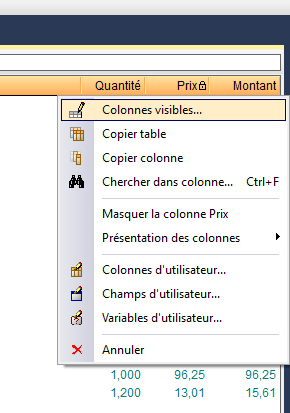 Quantité Prix Montant
Colonnes visibles...
Copier table
Copier colonne
Chercher dans colonne... Ctrl+F
Masquer la colonne Prix
Présentation des colonnes
Colonnes d'utilisateur...
Champs d'utilisateur...
Variables d'utilisateur...
Annuler
1,000 96,25 96,25
1,200 13,01 15,61